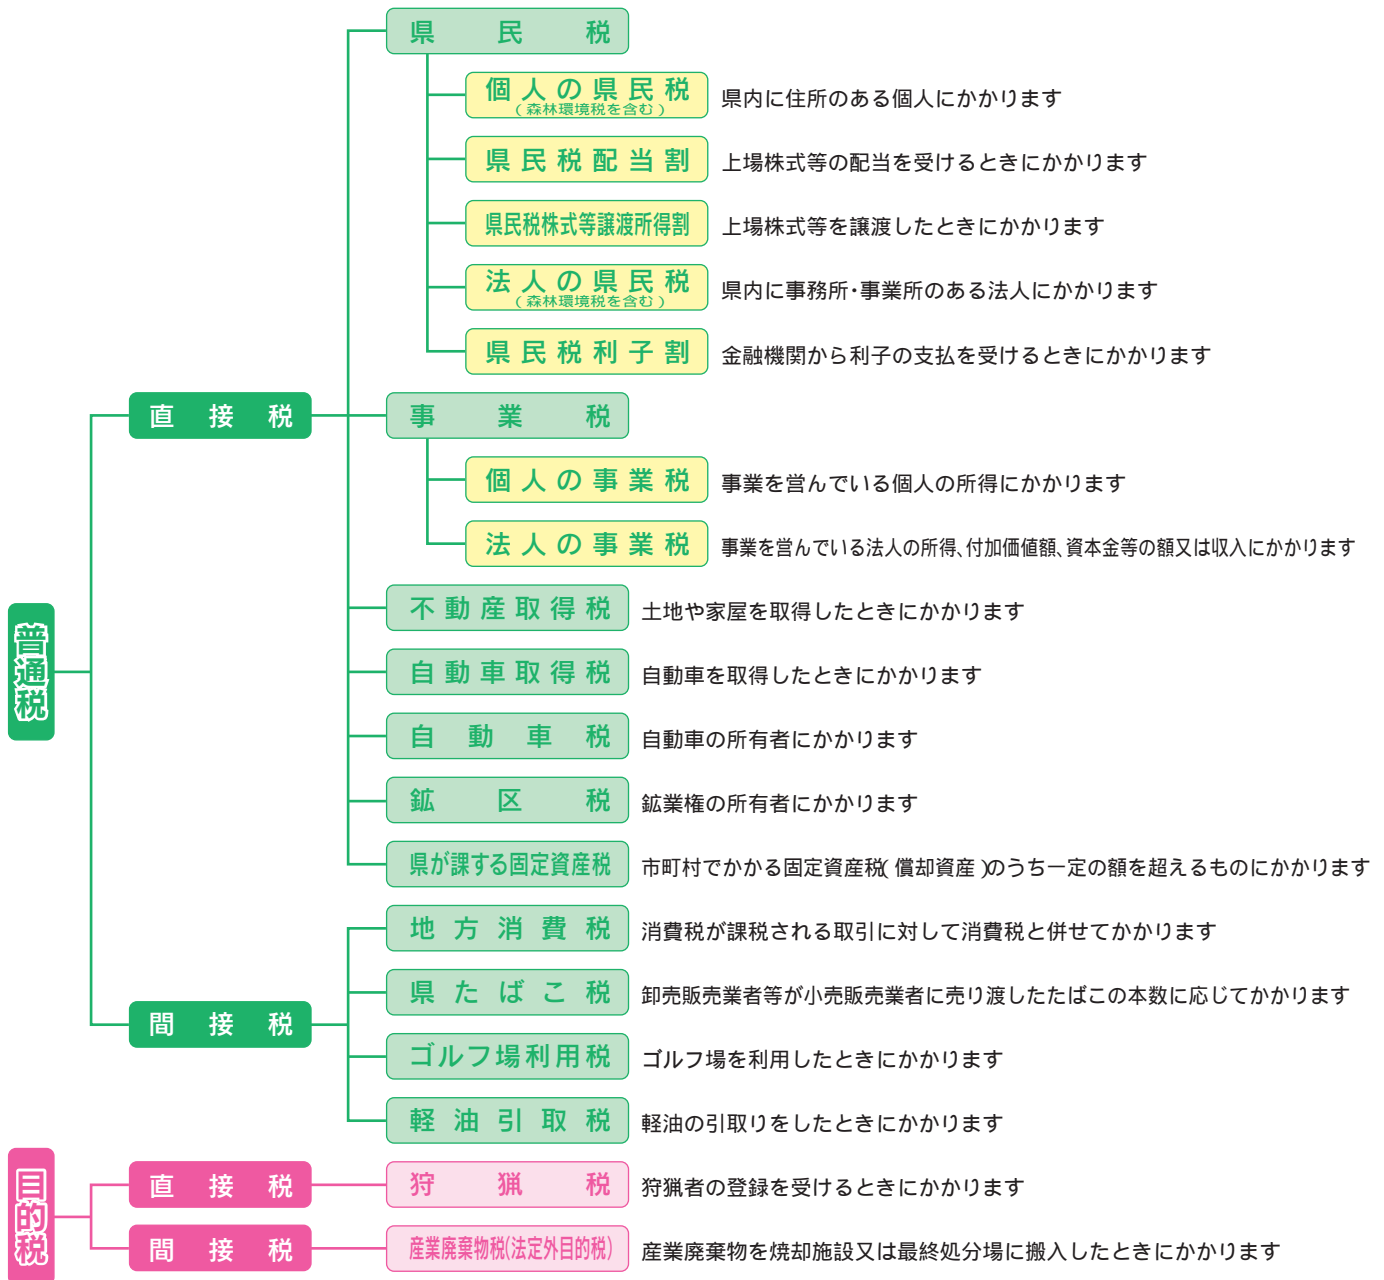 普通税
直接税
県民税
個人の県民税
（森林環境税を含む）
県内に住所のある個人にかかります
県民税配当割
上場株式等の配当を受けるときにかかります
県民税株式等譲渡所得割
上場株式等を譲渡したときにかかります
法人の県民税
（森林環境税を含む）
県内に事務所・事業所のある法人にかかります
県民税利子割
金融機関から利子の支払を受けるときにかかります
事業税
個人の事業税
事業を営んでいる個人の所得にかかります
法人の事業税
事業を営んでいる法人の所得、付加価値額、資本金等の額又は収入にかかります
不動産取得税
土地や家屋を取得したときにかかります
自動車取得税
自動車を取得したときにかかります
自動車税
自動車の所有者にかかります
鉱区税
鉱業権の所有者にかかります
県が課する固定資産税
市町村でかかる固定資産税（償却資産）のうち一定の額を超えるものにかかります
間接税
地方消費税
消費税が課税される取引に対して消費税と併せてかかります
県たばこ税
卸売販売業者等が小売販売業者に売り渡したたばこの本数に応じてかかります
ゴルフ場利用税
ゴルフ場を利用したときにかかります
軽油引取税
軽油の引取りをしたときにかかります
目的税
直接税
狩猟税
狩猟者の登録を受けるときにかかります
間接税
産業廃棄物税(法定外目的税)
産業廃棄物を焼却施設又は最終処分場に搬入したときにかかります